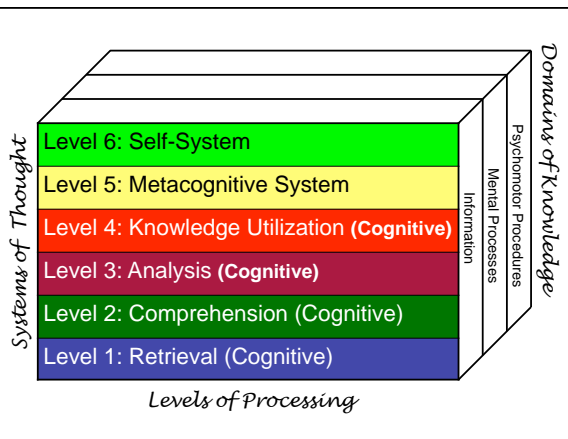 Level 6: Self-System
Level 5: Metacognitive System
Level 4: Knowledge Utilization (Cognitive)
Level 3: Analysis (Cognitive)
Level 2: Comprehension (Cognitive)
Level 1: Retrieval (Cognitive)
Systems of Thought
Levels of Processing
Information
Mental Processes
Psychomotor Procedures
Domains of Knowledge